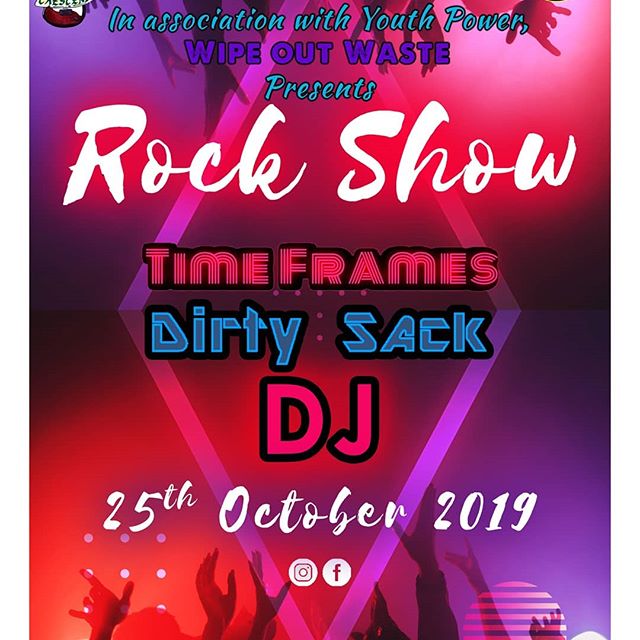 CRESCENT
In association with Youth Power,
WIPE OUT WASTE
Presents
Rock Show
TIME FRAMES
Dirty Sack
DJ
25th October 2019